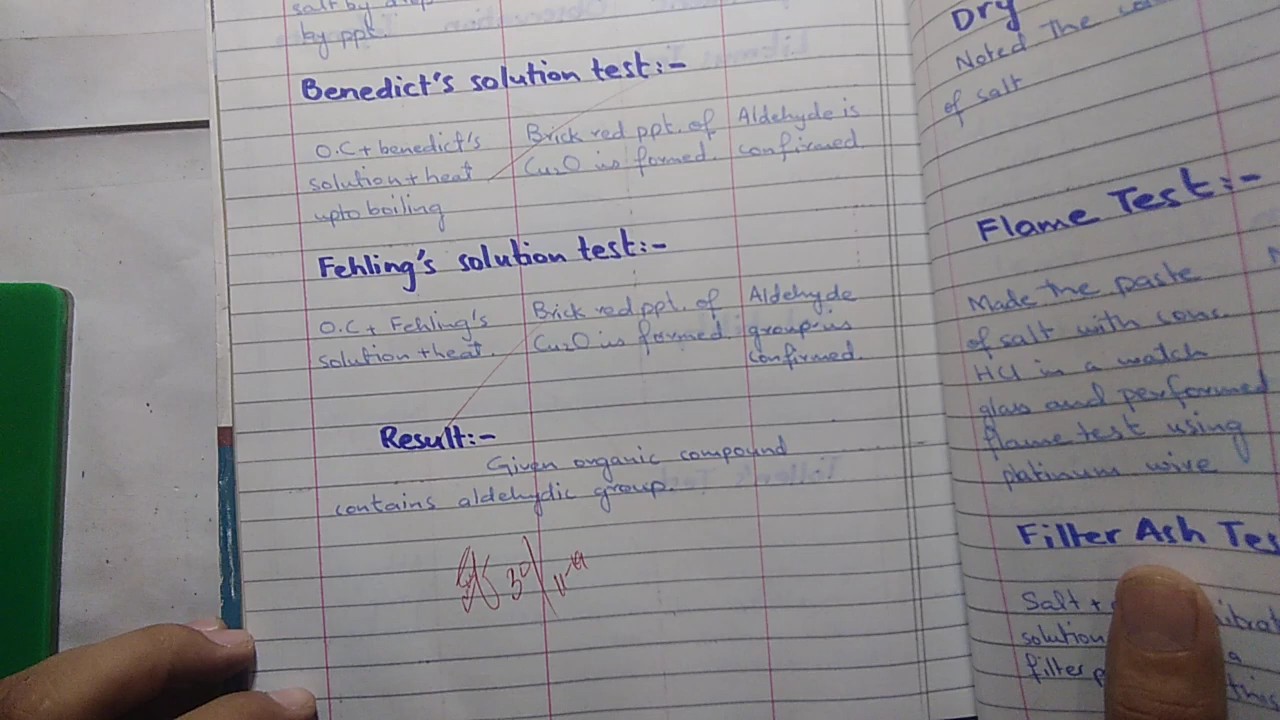 salt by
by ppt.
Benedict's solution test:-
O.C + benedict's
solution + heat
upto boiling
Brick red ppt. of
Cu2O is formed.
Aldehyde is
confirmed
Fehling's solution test:-
O.C + Fehling's
solution + heat.
Brick red ppt. of
Cu2O is formed.
Aldehyde
group is
confirmed.
Result:-
Given organic compound
contains aldehydic group.
Dry
Noted The
of salt
Flame Test:-
Made the paste
of salt with conc.
HCl in a watch
glass and performed
flame test using
platinum wire
Filter Ash Tes
Salt +
solution a
filter